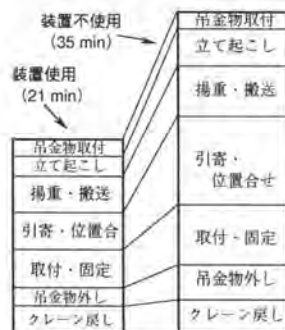 装置不使用
(35 min)
装置使用
(21 min)
吊金物取付
立て起こし
揚重・搬送
引寄・位置合
取付・固定
吊金物外し
クレーン戻し
吊金物取付
立て起こし
揚重・搬送
引寄・
位置合せ
取付・固定
吊金物外し
クレーン戻し